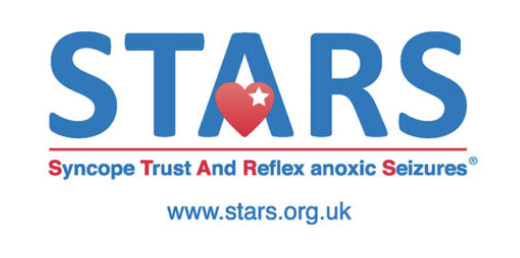 STARS
Syncope Trust And Reflex anoxic Seizures®
www.stars.org.uk